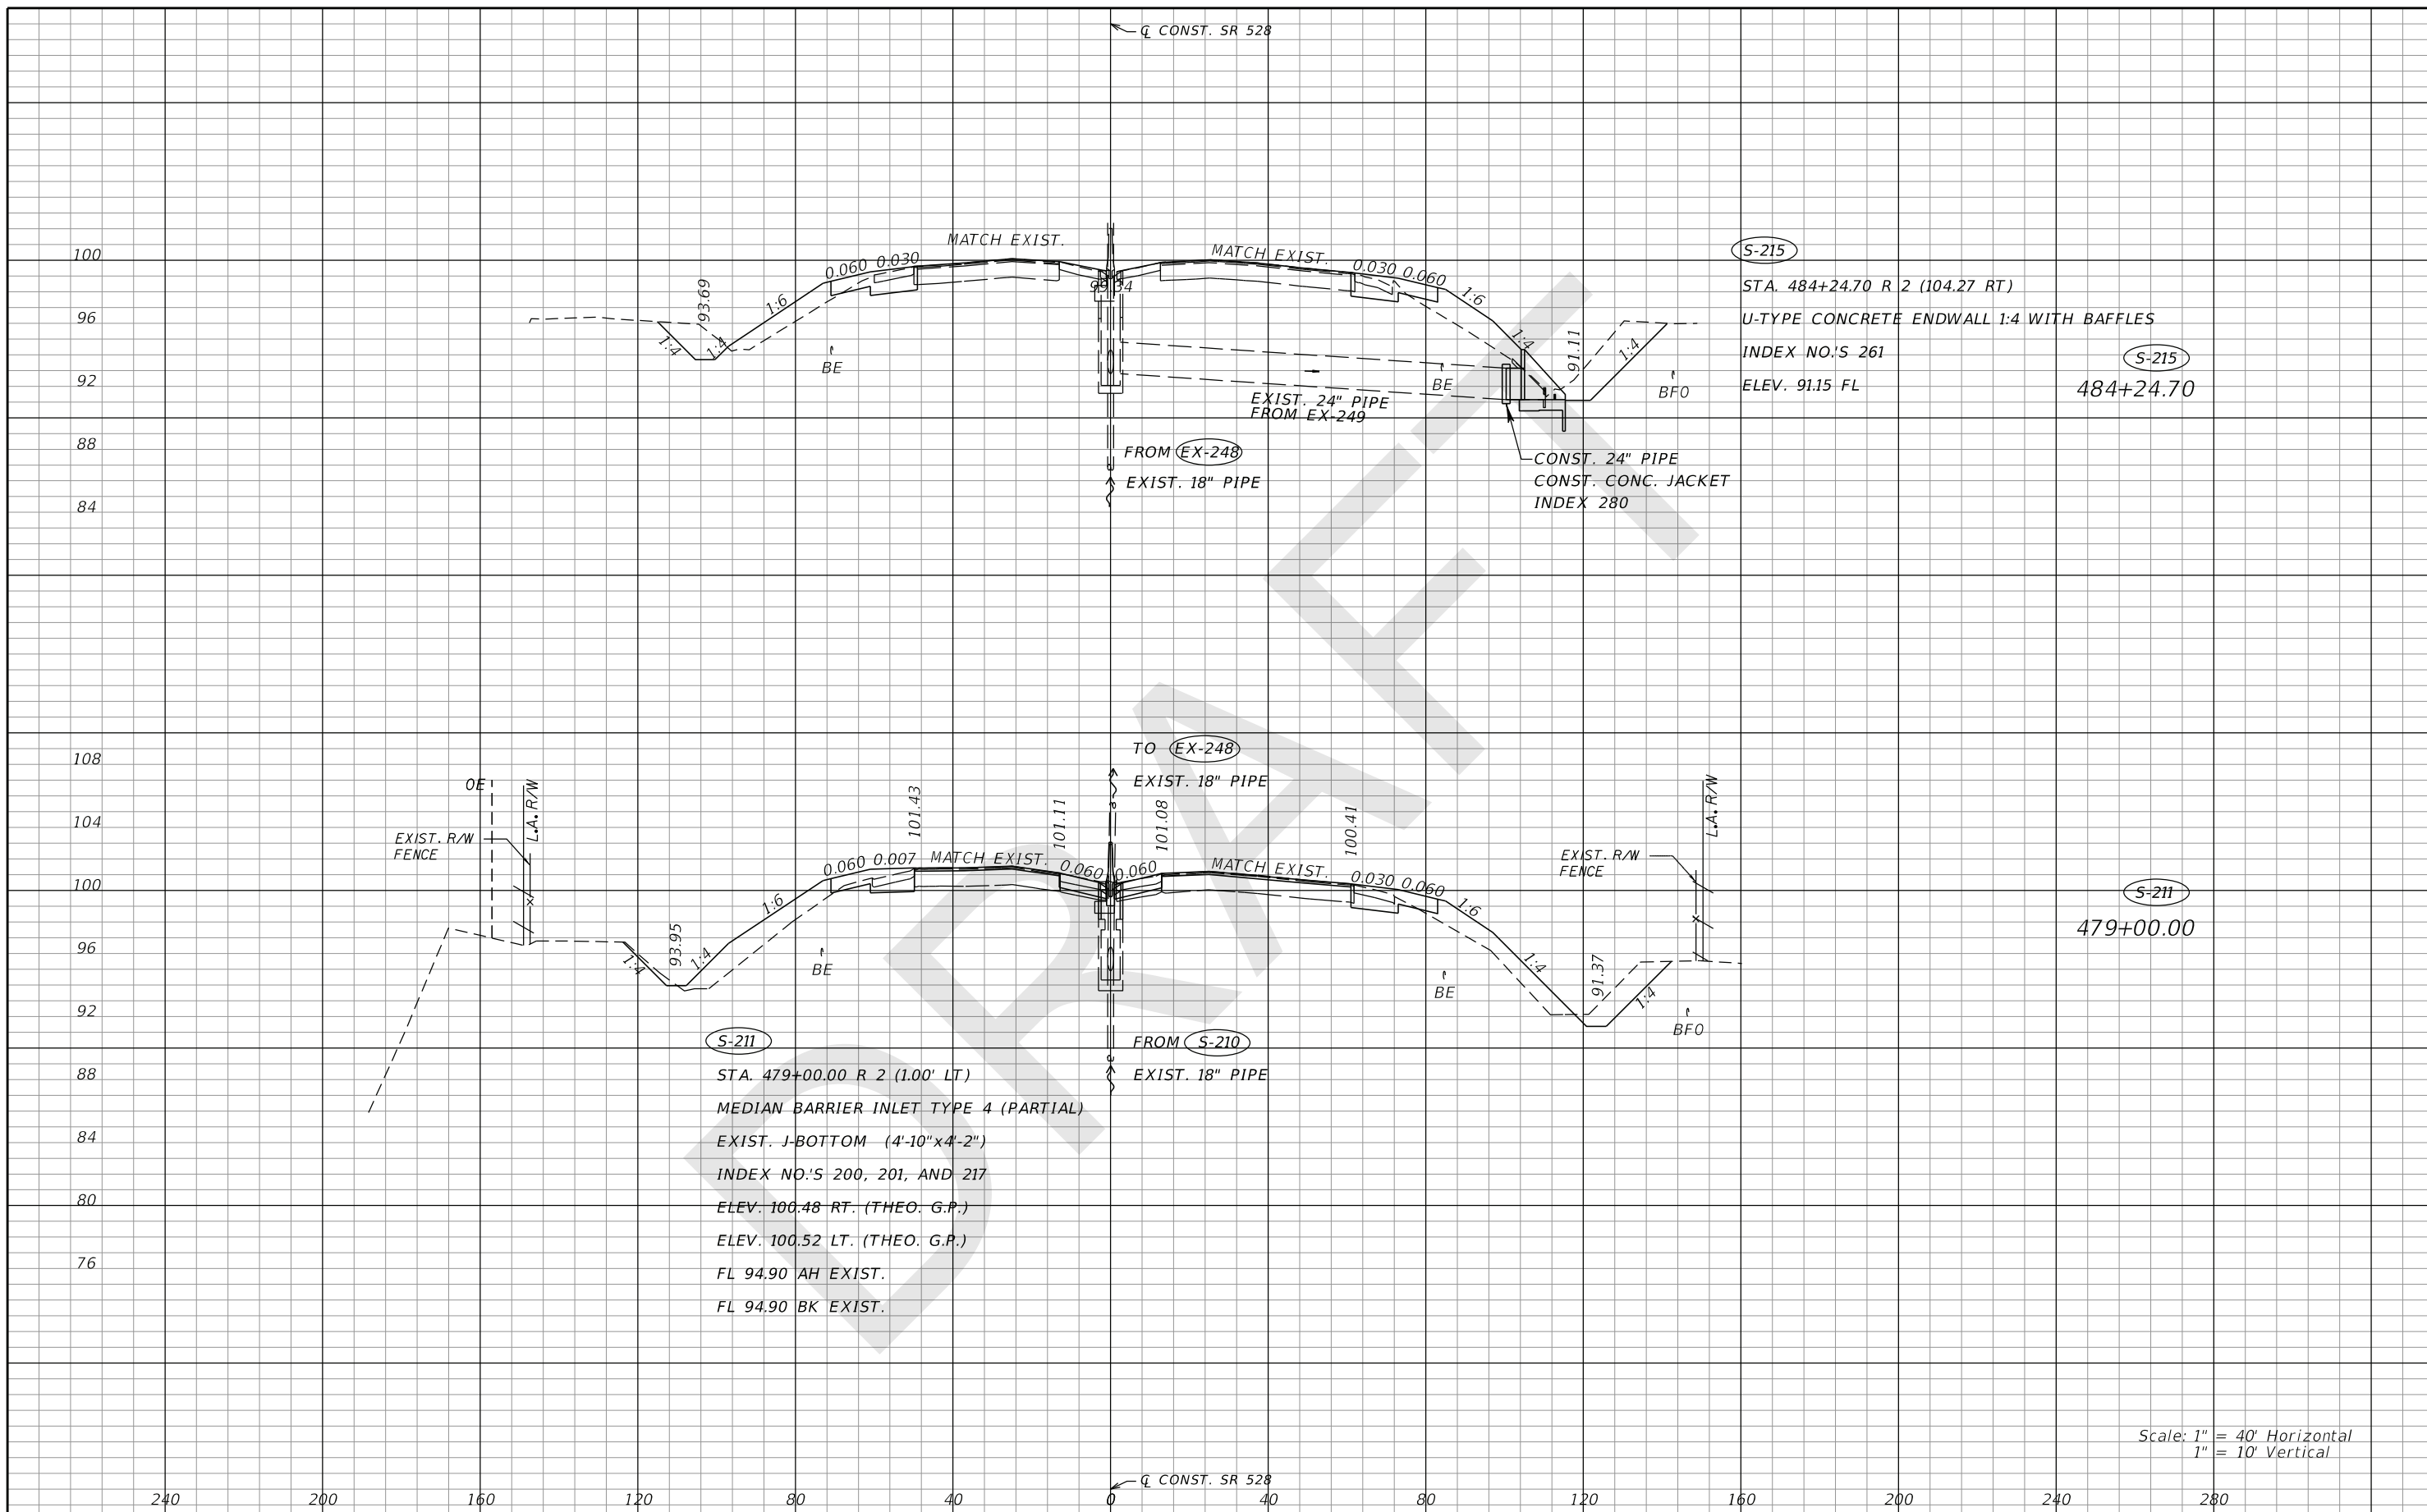 ℄ CONST. SR 528
MATCH EXIST.
MATCH EXIST.
0.060 0.030
0.030 0.060
99.34
93.69
1:6
1:4
1:4
BE
1:6
1:4
91.11
1:4
BE
BFO
100
96
92
88
84
S-215
STA. 484+24.70 R 2 (104.27 RT)
U-TYPE CONCRETE ENDWALL 1:4 WITH BAFFLES
INDEX NO.'S 261
ELEV. 91.15 FL
S-215
484+24.70
EXIST. 24" PIPE
FROM EX-249
FROM EX-248
EXIST. 18" PIPE
CONST. 24" PIPE
CONST. CONC. JACKET
INDEX 280
DRAFT
TO EX-248
EXIST. 18" PIPE
108
104
100
96
92
88
84
80
76
OE
L.A. R/W
EXIST. R/W
FENCE
101.43
101.11
101.08
100.41
0.060 0.007 MATCH EXIST. 0.060
0.060 MATCH EXIST. 0.030 0.060
93.95
1:6
1:4
1:4
BE
1:6
1:4
91.37
1:4
BE
BFO
EXIST. R/W
FENCE
L.A. R/W
S-211
479+00.00
FROM S-210
EXIST. 18" PIPE
S-211
STA. 479+00.00 R 2 (1.00' LT)
MEDIAN BARRIER INLET TYPE 4 (PARTIAL)
EXIST. J-BOTTOM (4'-10"x4'-2")
INDEX NO.'S 200, 201, AND 217
ELEV. 100.48 RT. (THEO. G.P.)
ELEV. 100.52 LT. (THEO. G.P.)
FL 94.90 AH EXIST.
FL 94.90 BK EXIST.
Scale: 1" = 40' Horizontal
1" = 10' Vertical
℄ CONST. SR 528
240 200 160 120 80 40 0 40 80 120 160 200 240 280